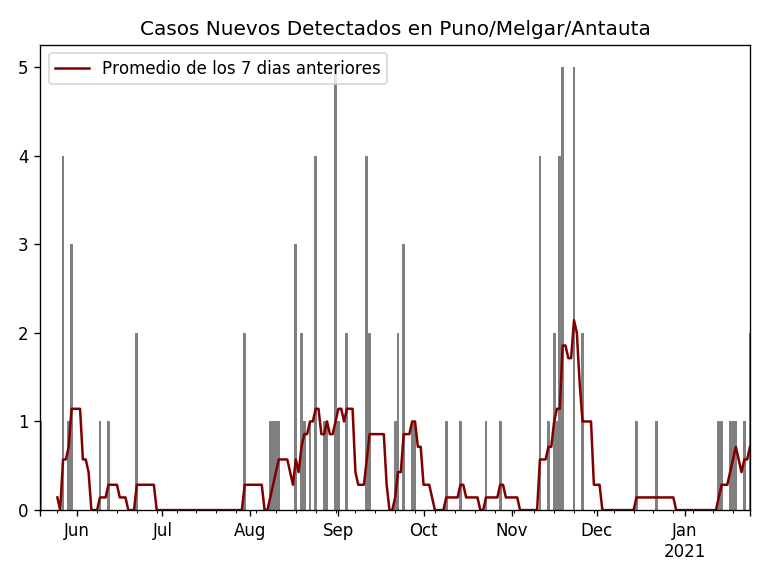 Casos Nuevos Detectados en Puno/Melgar/Antauta
Promedio de los 7 dias anteriores
5
4
3
2
1
0
Jun Jul Aug Sep Oct Nov Dec Jan
2021